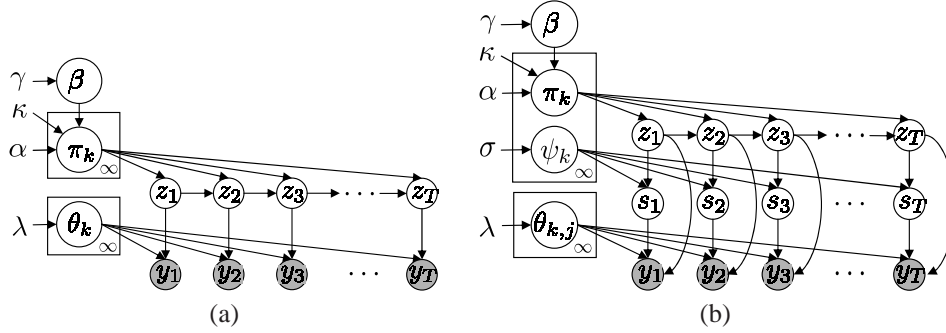 γ β
κ
α π_k
∞
z_1 z_2 z_3 ··· z_T
λ θ_k
∞
y_1 y_2 y_3 ··· y_T
(a)
γ β
κ
α π_k
z_1 z_2 z_3 ··· z_T
σ ψ_k
∞
s_1 s_2 s_3 ··· s_T
λ θ_{k,j}
∞
y_1 y_2 y_3 ··· y_T
(b)